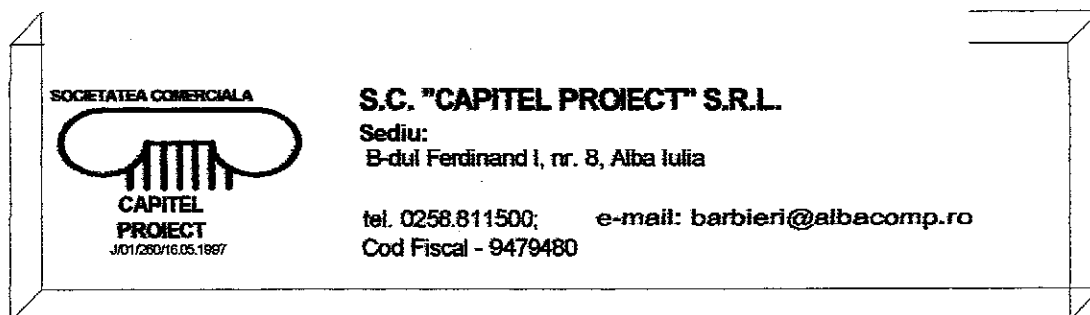 SOCIETATEA COMERCIALA
CAPITEL
PROIECT
J/01/260/16.05.1997
S.C. "CAPITEL PROIECT" S.R.L.
Sediu:
B-dul Ferdinand I, nr. 8, Alba Iulia
tel. 0258.811500; e-mail: barbieri@albacomp.ro
Cod Fiscal - 9479480